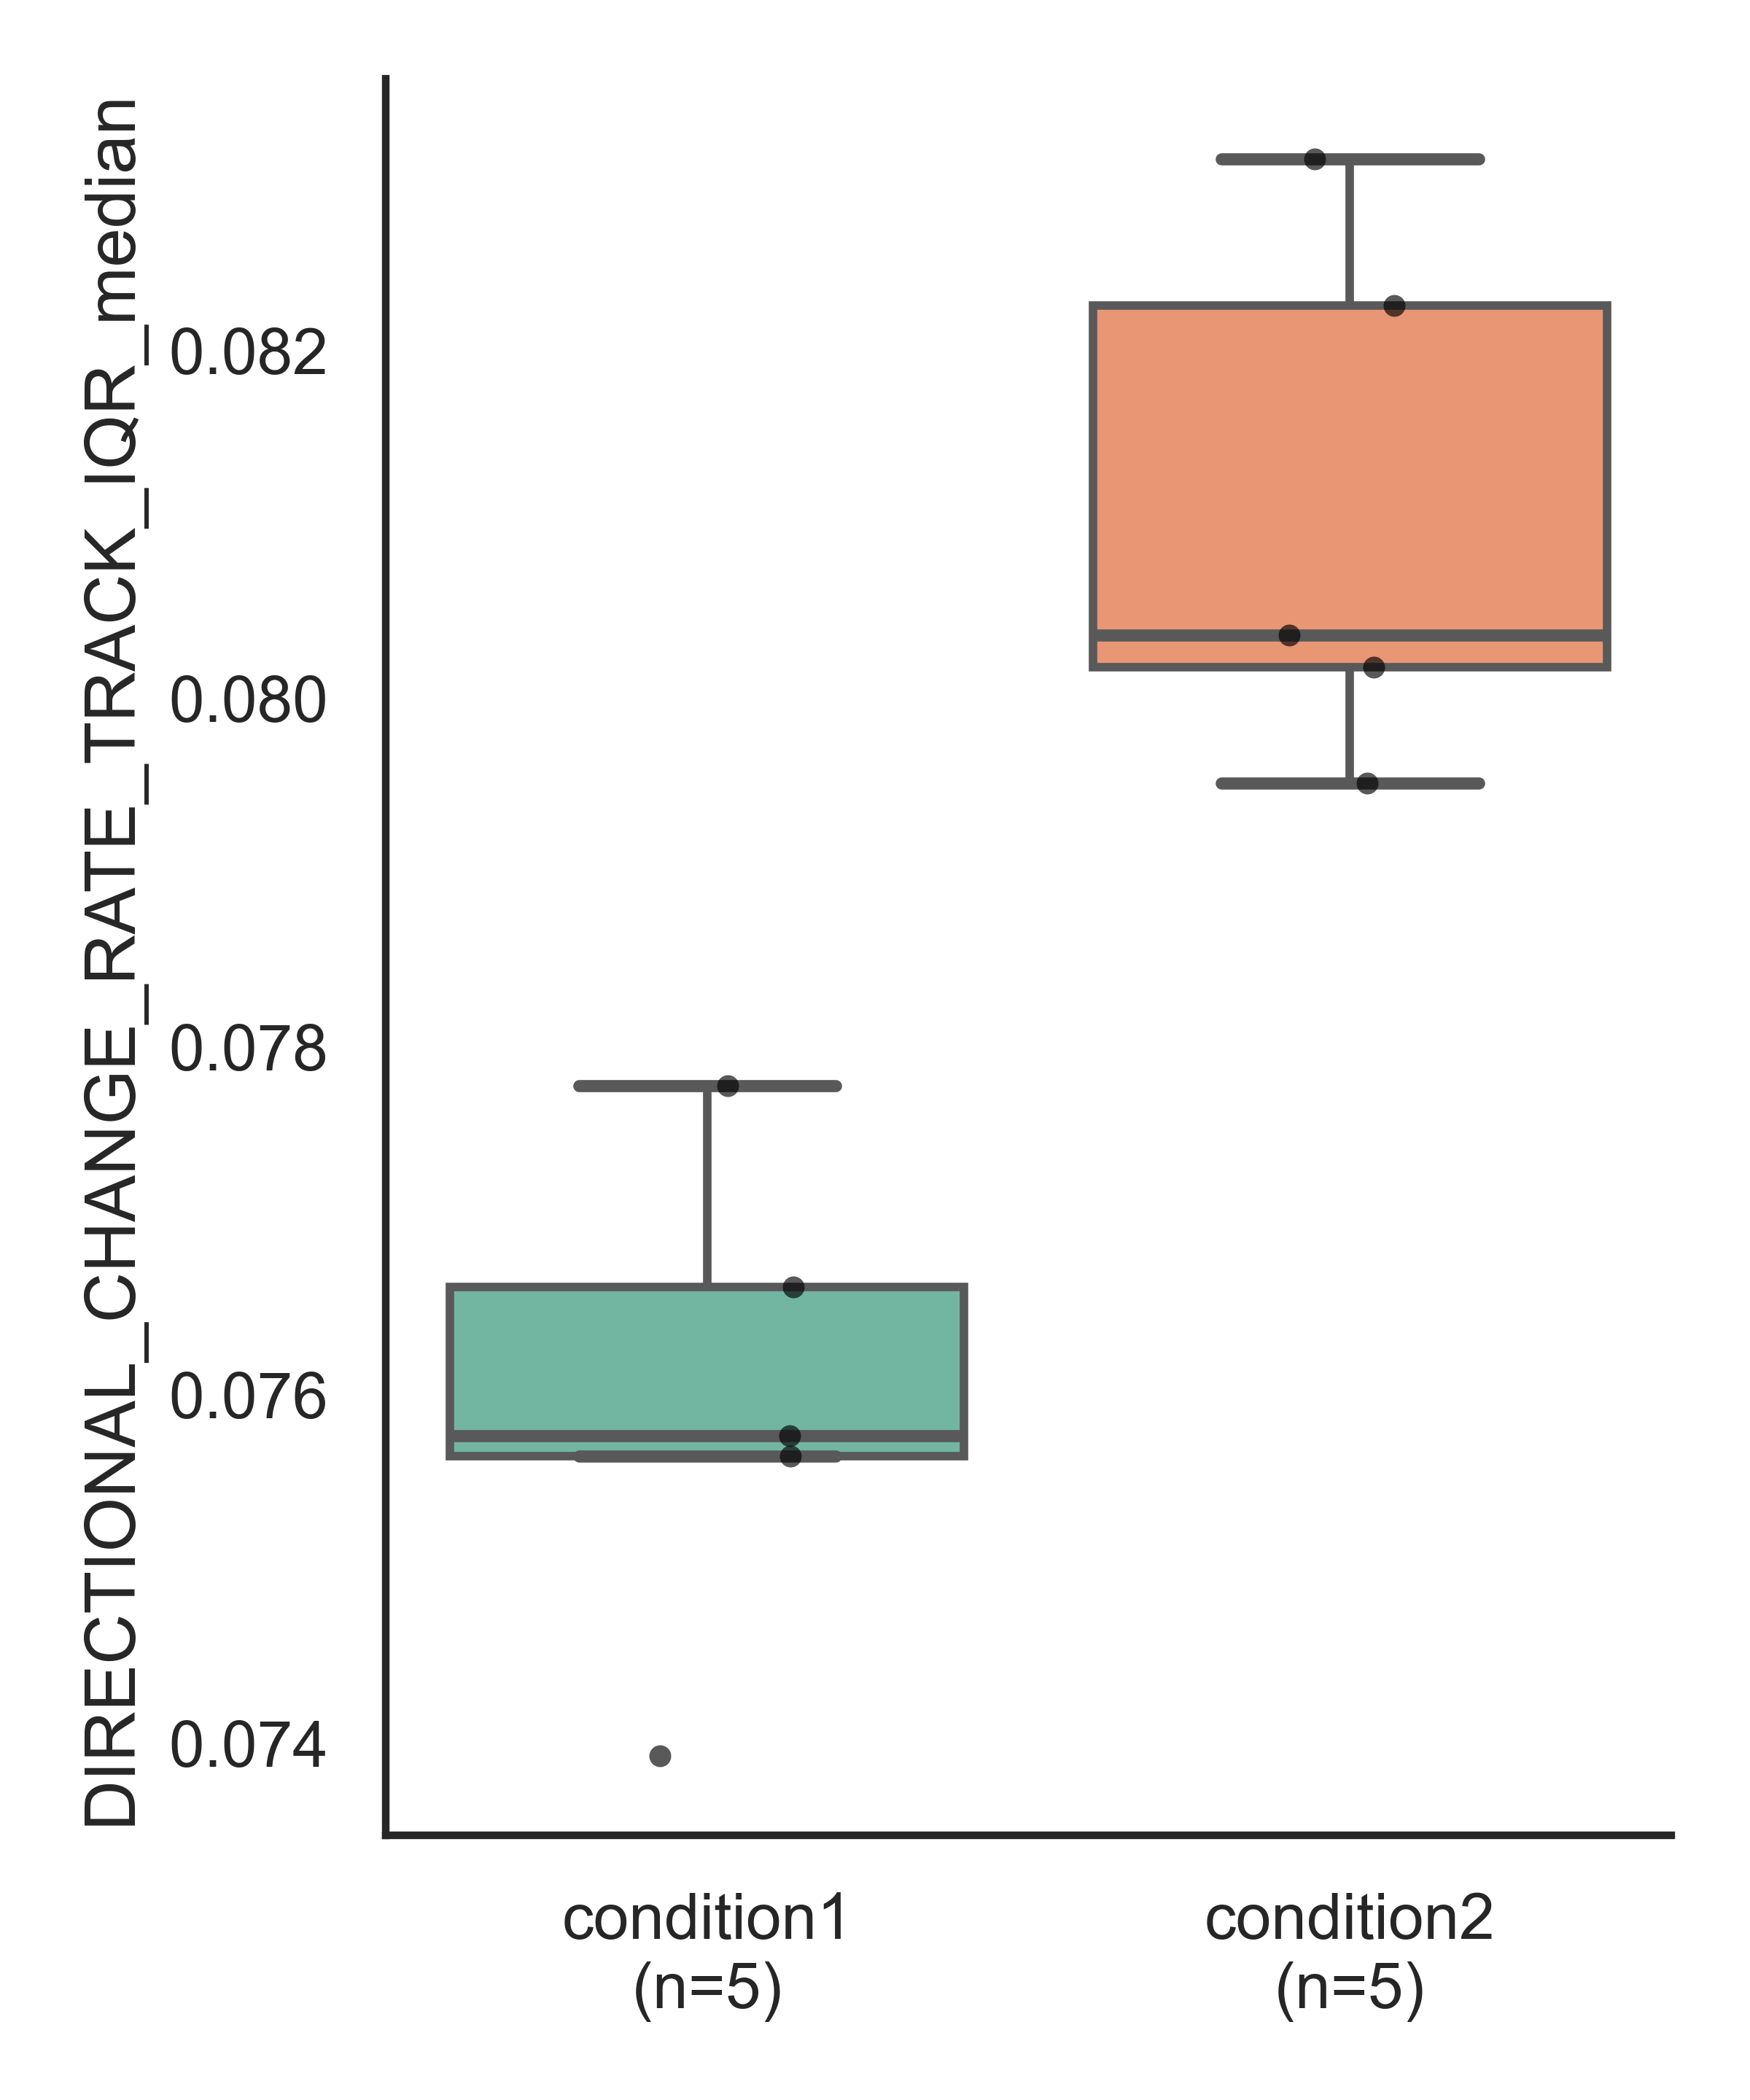 DIRECTIONAL_CHANGE_RATE_TRACK_IQR_median
0.082
0.080
0.078
0.076
0.074
condition1
(n=5)
condition2
(n=5)